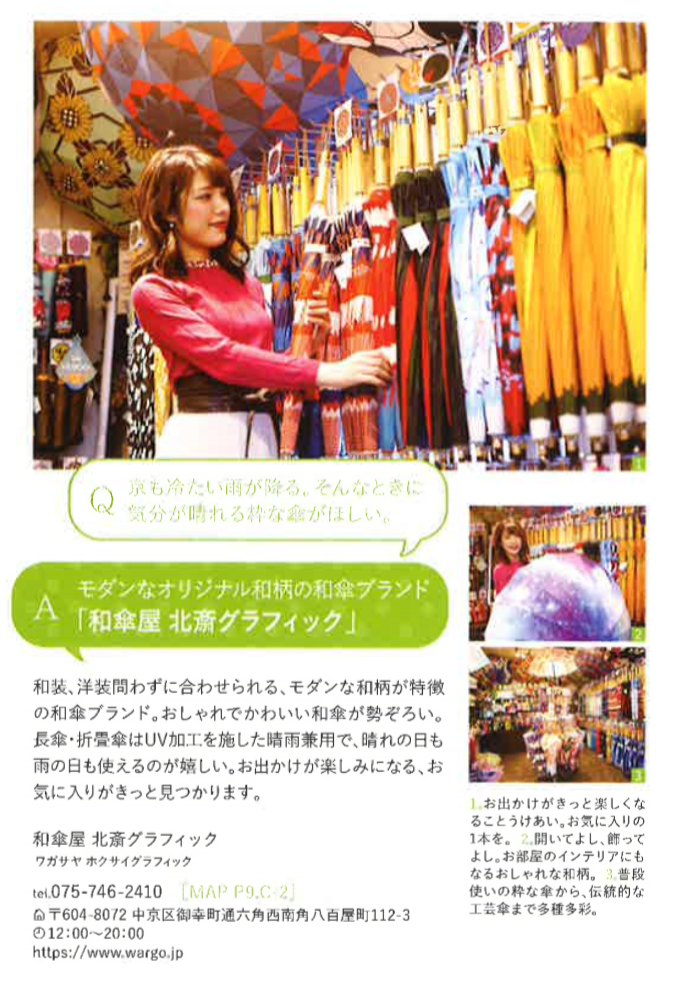 1
Q 京も冷たい雨が降る。そんなときに
気分が晴れる粋な傘がほしい。
A モダンなオリジナル和柄の和傘ブランド
「和傘屋 北斎グラフィック」
和装、洋装問わずに合わせられる、モダンな和柄が特徴
の和傘ブランド。おしゃれでかわいい和傘が勢ぞろい。
長傘・折畳傘はUV加工を施した晴雨兼用で、晴れの日も
雨の日も使えるのが嬉しい。お出かけが楽しみになる、お
気に入りがきっと見つかります。
和傘屋 北斎グラフィック
ワガサヤ ホクサイグラフィック
tel.075-746-2410 [MAP P9.C-2]
〒604-8072 中京区御幸町通六角西南角八百屋町112-3
12:00〜20:00
https://www.wargo.jp
2
3
1.お出かけがきっと楽しくな
ることうけあい。お気に入りの
1本を。 2.開いてよし、飾って
よし。お部屋のインテリアにも
なるおしゃれな和柄。 3.普段
使いの粋な傘から、伝統的な
工芸傘まで多種多彩。